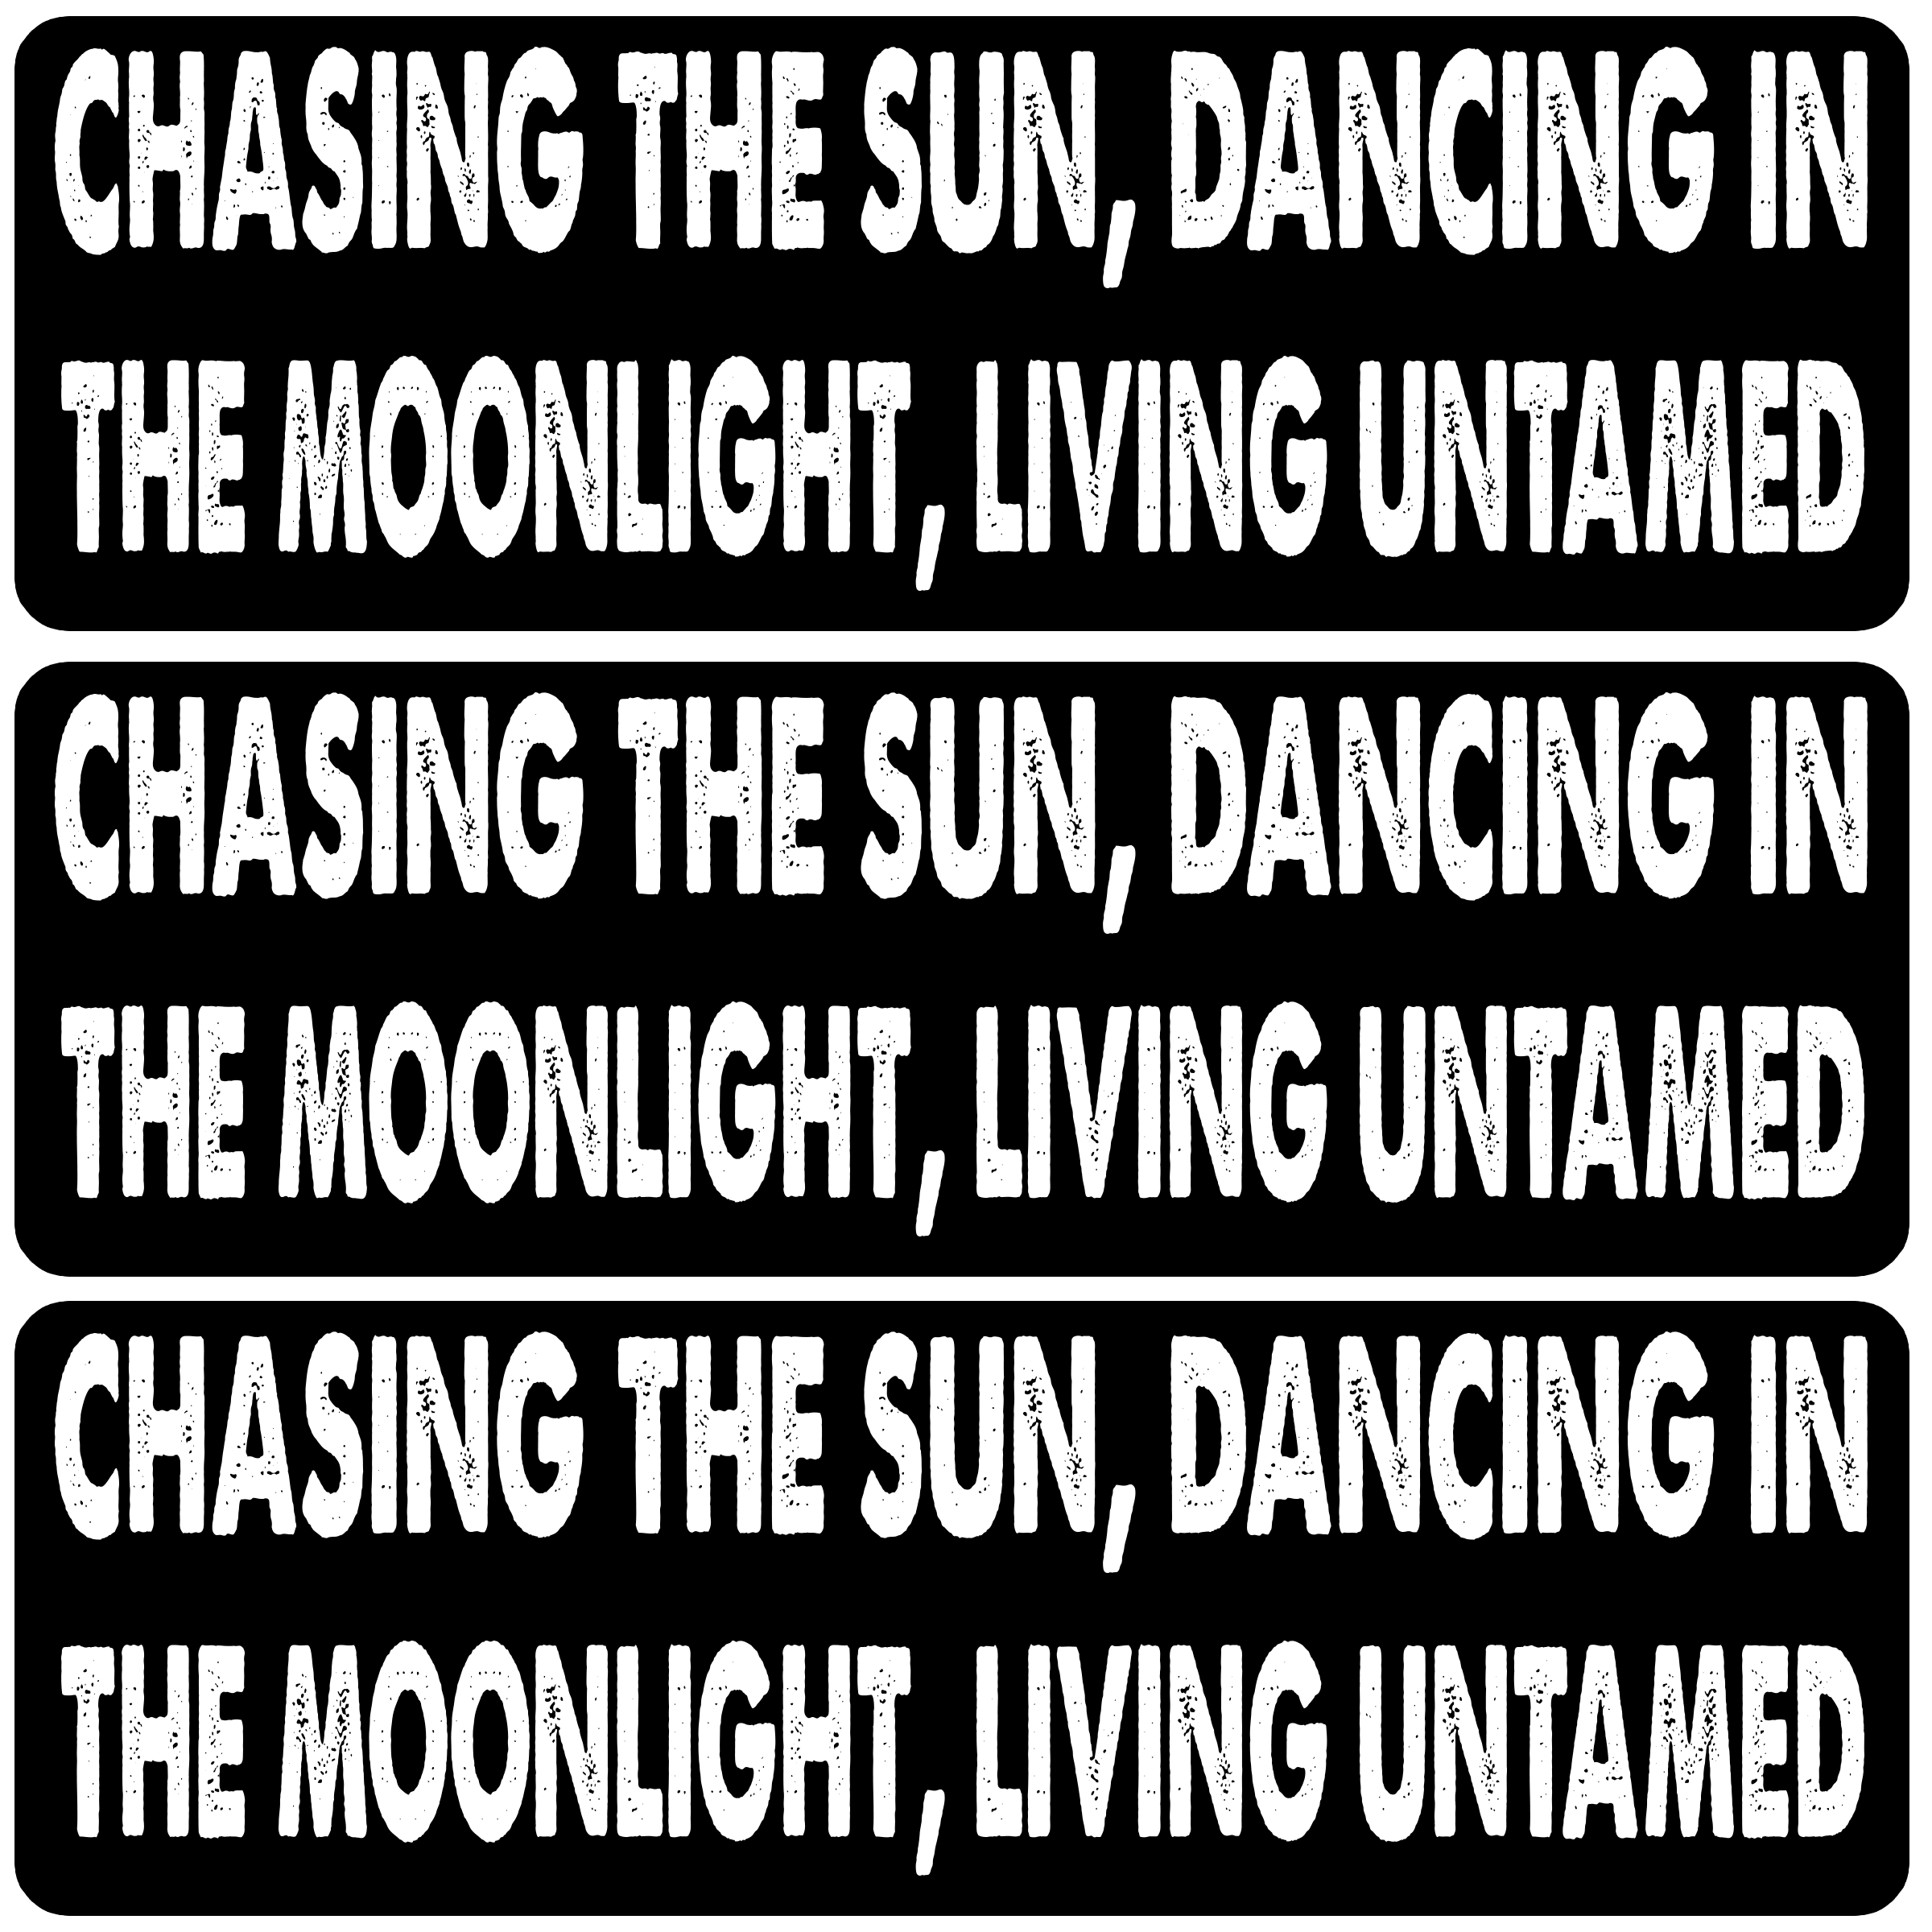 CHASING THE SUN, DANCING IN
THE MOONLIGHT, LIVING UNTAMED
CHASING THE SUN, DANCING IN
THE MOONLIGHT, LIVING UNTAMED
CHASING THE SUN, DANCING IN
THE MOONLIGHT, LIVING UNTAMED